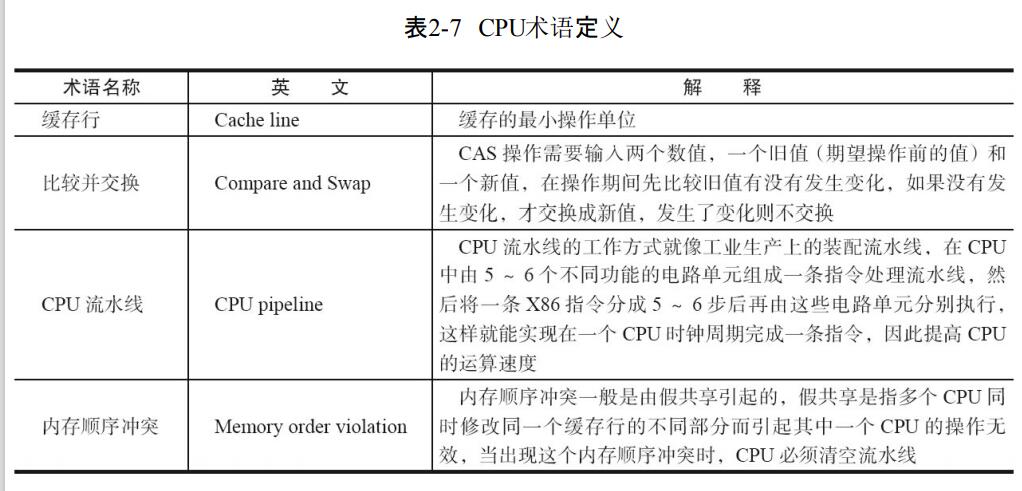 表2-7 CPU术语定义
术语名称 英 文 解 释
缓存行 Cache line 缓存的最小操作单位
CAS 操作需要输入两个数值，一个旧值（期望操作前的值）和
比较并交换 Compare and Swap 一个新值，在操作期间先比较旧值有没有发生变化，如果没有发
生变化，才交换成新值，发生了变化则不交换
CPU 流水线的工作方式就像工业生产上的装配流水线，在 CPU
中由 5 ~ 6 个不同功能的电路单元组成一条指令处理流水线，然
CPU 流水线 CPU pipeline 后将一条 X86 指令分成 5 ~ 6 步后再由这些电路单元分别执行，
这样就能实现在一个 CPU 时钟周期完成一条指令，因此提高 CPU
的运算速度
内存顺序冲突一般是由假共享引起的，假共享是指多个 CPU 同
内存顺序冲突 Memory order violation 时修改同一个缓存行的不同部分而引起其中一个 CPU 的操作无
效，当出现这个内存顺序冲突时，CPU 必须清空流水线